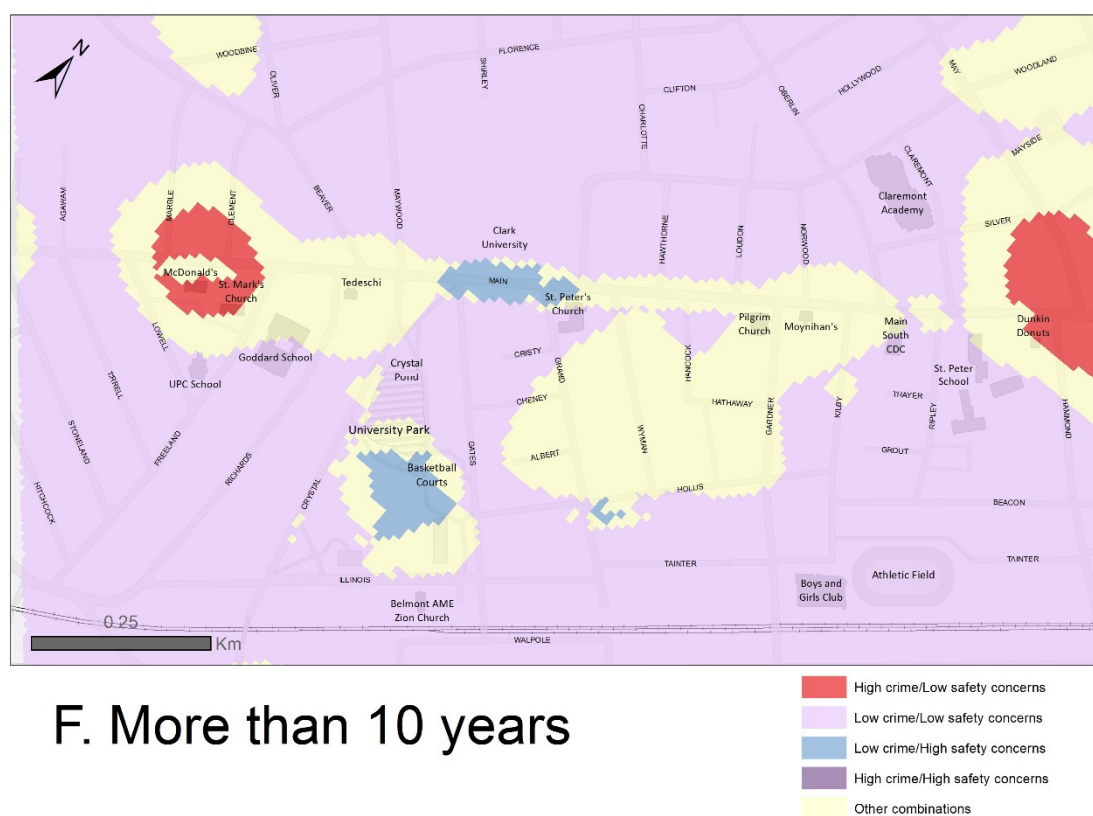 N
WOODBINE
OLIVER
SHIRLEY
FLORENCE
CLIFTON
OBERLIN
HOLLYWOOD
MAY
WOODLAND
CHARLOTTE
MAYSIDE
CLAREMONT
Claremont
Academy
AGAWAM
MARBLE
CLEMENT
BEAVER
MAYWOOD
Clark
University
HAWTHORNE
LOUDON
NORWOOD
SILVER
McDonald's
St. Mark's
Church
Tedeschi
MAIN
St. Peter's
Church
Pilgrim
Church
Moynihan's
Main
South
CDC
Dunkin
Donuts
LOWELL
Goddard School
UPC School
Crystal
Pond
CRISTY
GRAND
HANCOCK
St. Peter
School
TIRRELL
CHENEY
HATHAWAY
GARDNER
KILBY
THAYER
RIPLEY
HAMMOND
STONELAND
FREELAND
RICHARDS
University Park
GATES
WYMAN
ALBERT
GROUT
HITCHCOCK
CRYSTAL
Basketball
Courts
HOLLIS
BEACON
ILLINOIS
TAINTER
TAINTER
Athletic Field
Boys and
Girls Club
Belmont AME
Zion Church
WALPOLE
0.25
Km
F. More than 10 years
High crime/Low safety concerns
Low crime/Low safety concerns
Low crime/High safety concerns
High crime/High safety concerns
Other combinations